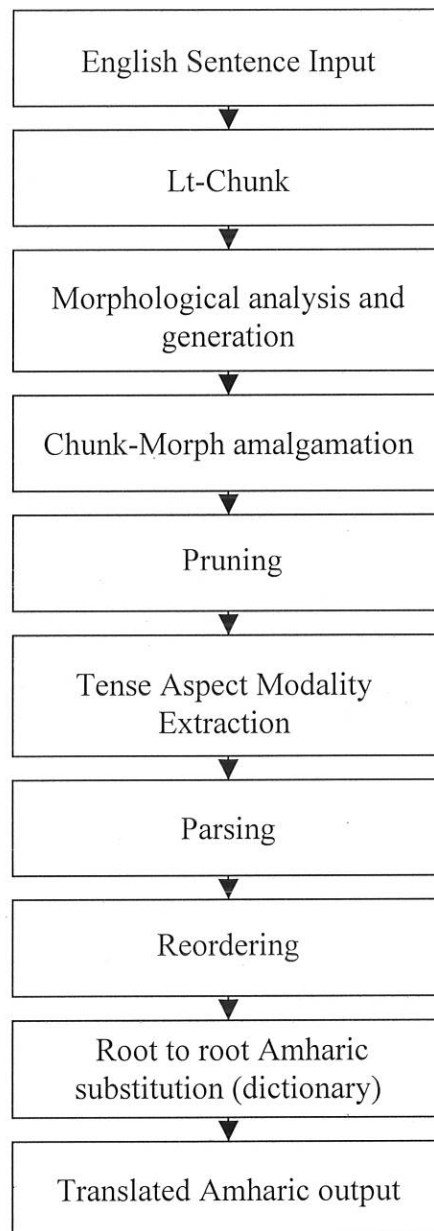 English Sentence Input
Lt-Chunk
Morphological analysis and
generation
Chunk-Morph amalgamation
Pruning
Tense Aspect Modality
Extraction
Parsing
Reordering
Root to root Amharic
substitution (dictionary)
Translated Amharic output